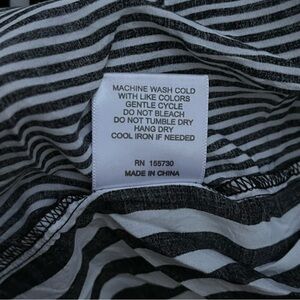 MACHINE WASH COLD
WITH LIKE COLORS
GENTLE CYCLE
DO NOT BLEACH
DO NOT TUMBLE DRY
HANG DRY
COOL IRON IF NEEDED
RN 155730
MADE IN CHINA